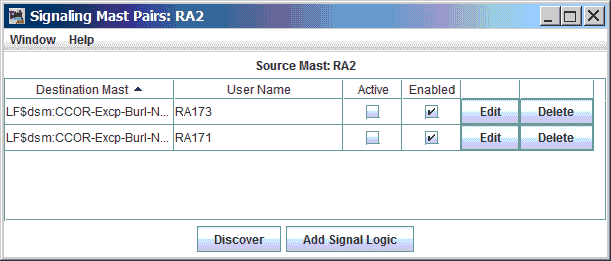 Signaling Mast Pairs: RA2
Window Help
Source Mast: RA2
Destination Mast User Name Active Enabled
LF$dsm:CCOR-Excp-Burl-N... RA173 Edit Delete
LF$dsm:CCOR-Excp-Burl-N... RA171 Edit Delete
Discover Add Signal Logic